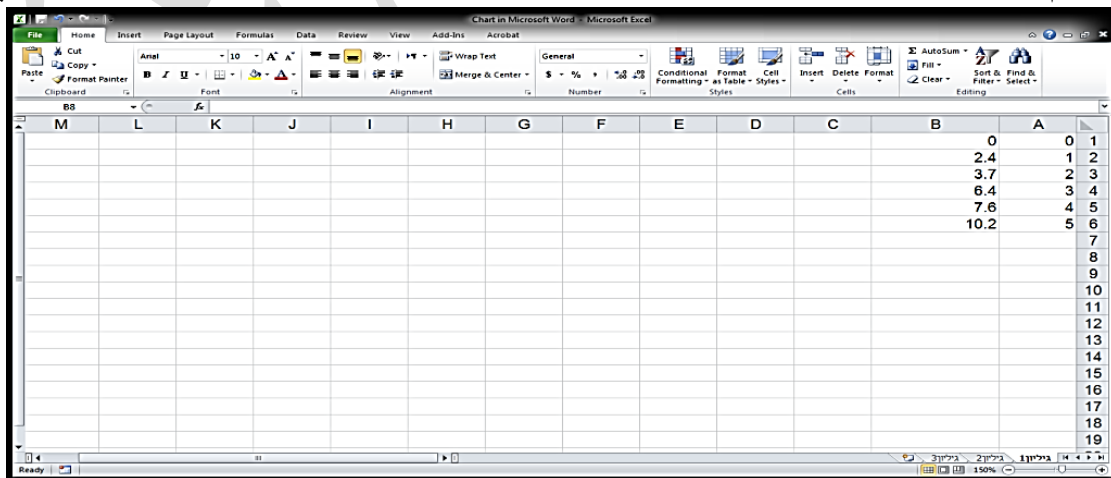 Chart in Microsoft Word - Microsoft Excel
File Home Insert Page Layout Formulas Data Review View Add-Ins Acrobat
Paste Cut Copy Format Painter
Arial 10 A A
B I U A
Wrap Text
Merge & Center
General
$ % , .0 .00 .00 .0
Conditional Formatting Format as Table Cell Styles
Insert Delete Format
Σ AutoSum Fill Clear
Sort & Filter Find & Select
Clipboard Font Alignment Number Styles Cells Editing
B8 fx
M L K J I H G F E D C B A
0 0 1
2.4 1 2
3.7 2 3
6.4 3 4
7.6 4 5
10.2 5 6
7
8
9
10
11
12
13
14
15
16
17
18
19
גיליון1 גיליון2 גיליון3
Ready 150%